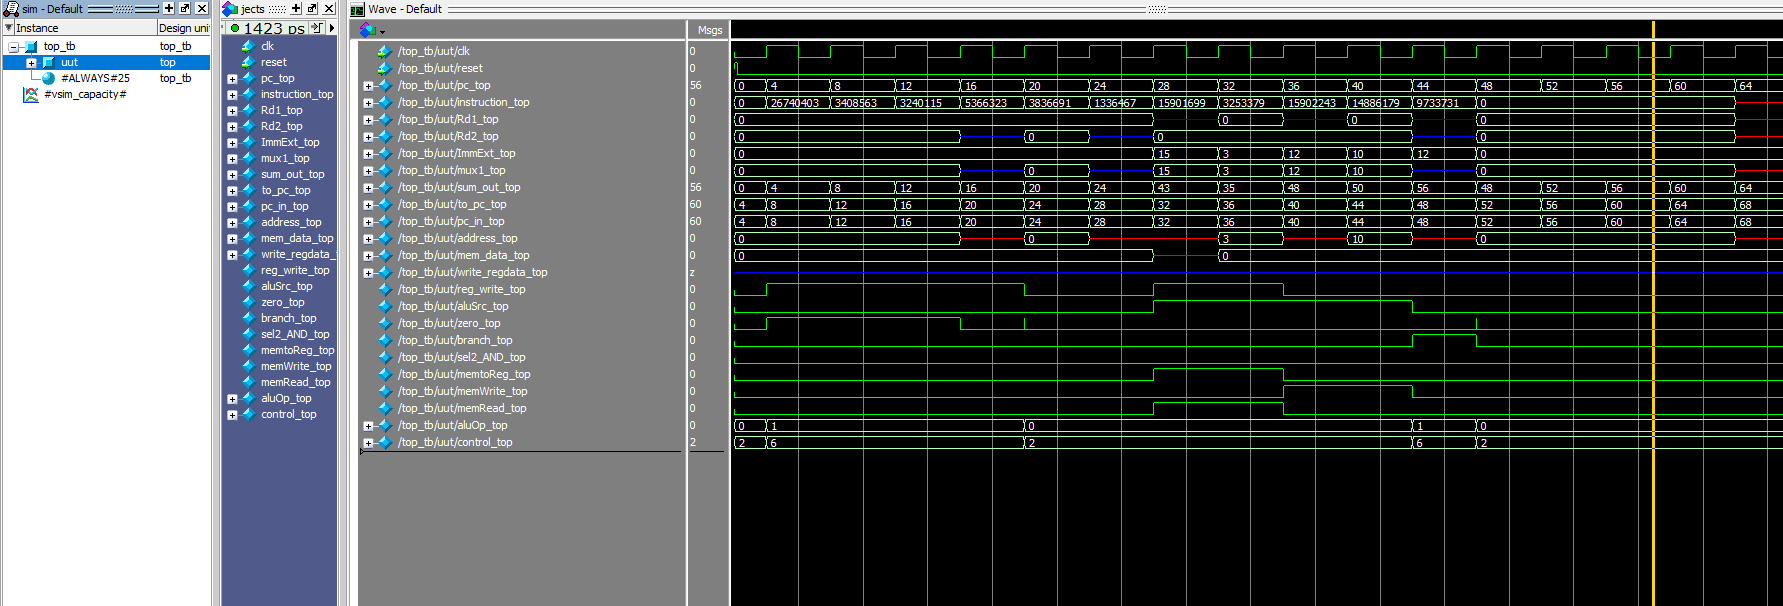 sim - Default
Instance Design unit
top_tb top_tb
uut top
#ALWAYS#25 top_tb
#vsim_capacity#
jects
1423 ps
clk
reset
pc_top
instruction_top
Rd1_top
Rd2_top
ImmExt_top
mux1_top
sum_out_top
to_pc_top
pc_in_top
address_top
mem_data_top
write_regdata_
reg_write_top
aluSrc_top
zero_top
branch_top
sel2_AND_top
memtoReg_top
memWrite_top
memRead_top
aluOp_top
control_top
Wave - Default
Msgs
/top_tb/uut/clk 0
/top_tb/uut/reset 0
/top_tb/uut/pc_top 56 0 4 8 12 16 20 24 28 32 36 40 44 48 52 56 60 64
/top_tb/uut/instruction_top 0 0 26740403 3408563 3240115 5366323 3836691 1336467 15901699 3253379 15902243 14886179 9733731 0
/top_tb/uut/Rd1_top 0 0 0 0 0
/top_tb/uut/Rd2_top 0 0 0 0 0
/top_tb/uut/ImmExt_top 0 0 15 3 12 10 12 0
/top_tb/uut/mux1_top 0 0 0 15 3 12 10 0
/top_tb/uut/sum_out_top 56 0 4 8 12 16 20 24 43 35 48 50 56 48 52 56 60 64
/top_tb/uut/to_pc_top 60 4 8 12 16 20 24 28 32 36 40 44 48 52 56 60 64 68
/top_tb/uut/pc_in_top 60 4 8 12 16 20 24 28 32 36 40 44 48 52 56 60 64 68
/top_tb/uut/address_top 0 0 0 3 10 0
/top_tb/uut/mem_data_top 0 0 0
/top_tb/uut/write_regdata_top z
/top_tb/uut/reg_write_top 0
/top_tb/uut/aluSrc_top 0
/top_tb/uut/zero_top 0
/top_tb/uut/branch_top 0
/top_tb/uut/sel2_AND_top 0
/top_tb/uut/memtoReg_top 0
/top_tb/uut/memWrite_top 0
/top_tb/uut/memRead_top 0
/top_tb/uut/aluOp_top 0 0 1 0 1 0
/top_tb/uut/control_top 2 2 6 2 6 2